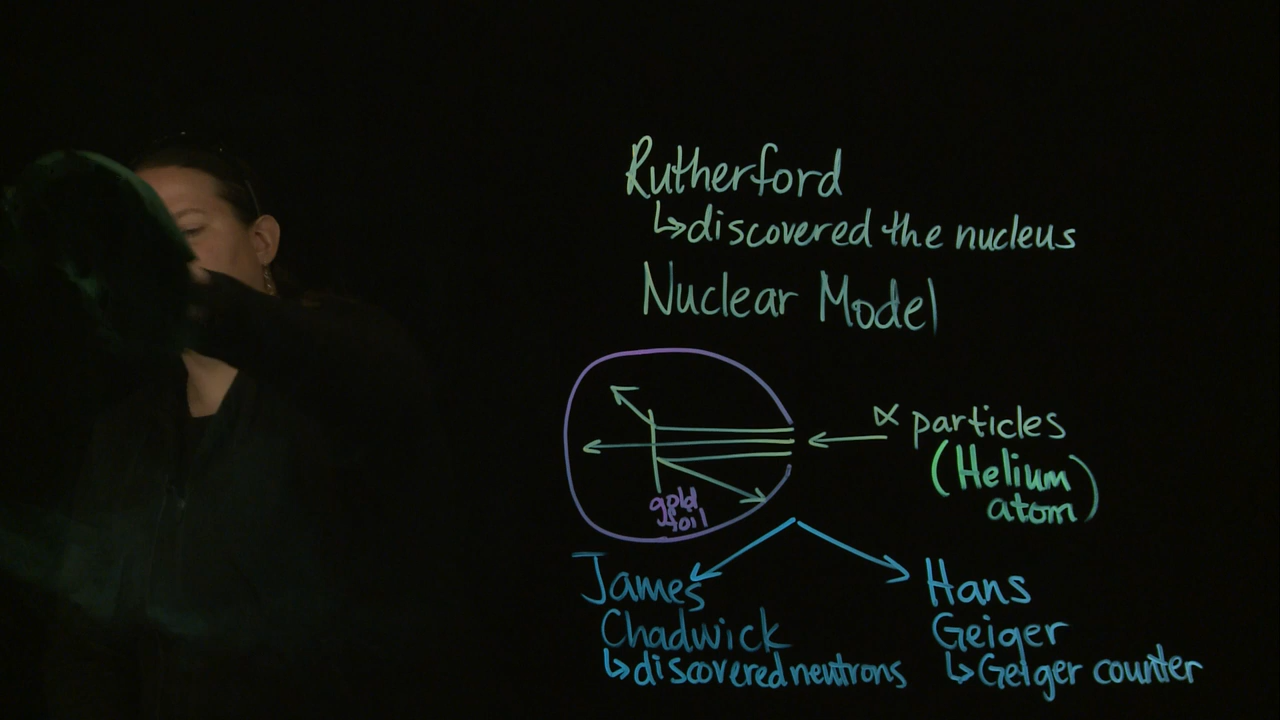 Rutherford
↳discovered the nucleus
Nuclear Model
∝ particles
(Helium
atom)
gold
foil
James
Chadwick
↳discovered neutrons
Hans
Geiger
↳Geiger counter